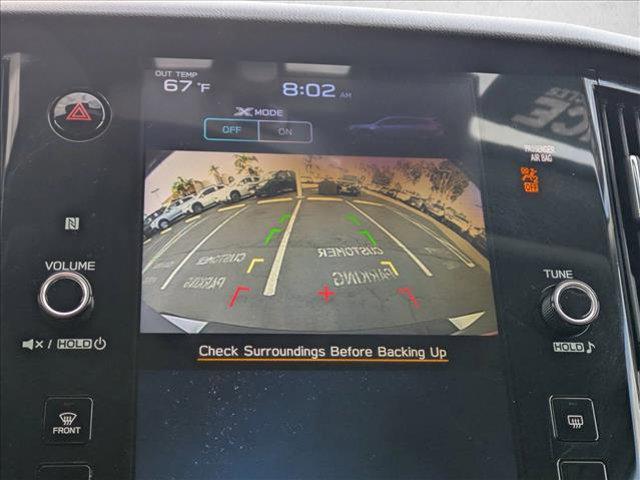 OUT TEMP
67°F
8:02 AM
X MODE
OFF ON
PASSENGER
AIR BAG
OFF
CUSTOMER CUSTOMER
PARKING PARKING
VOLUME
TUNE
/ HOLD
HOLD
Check Surroundings Before Backing Up
FRONT